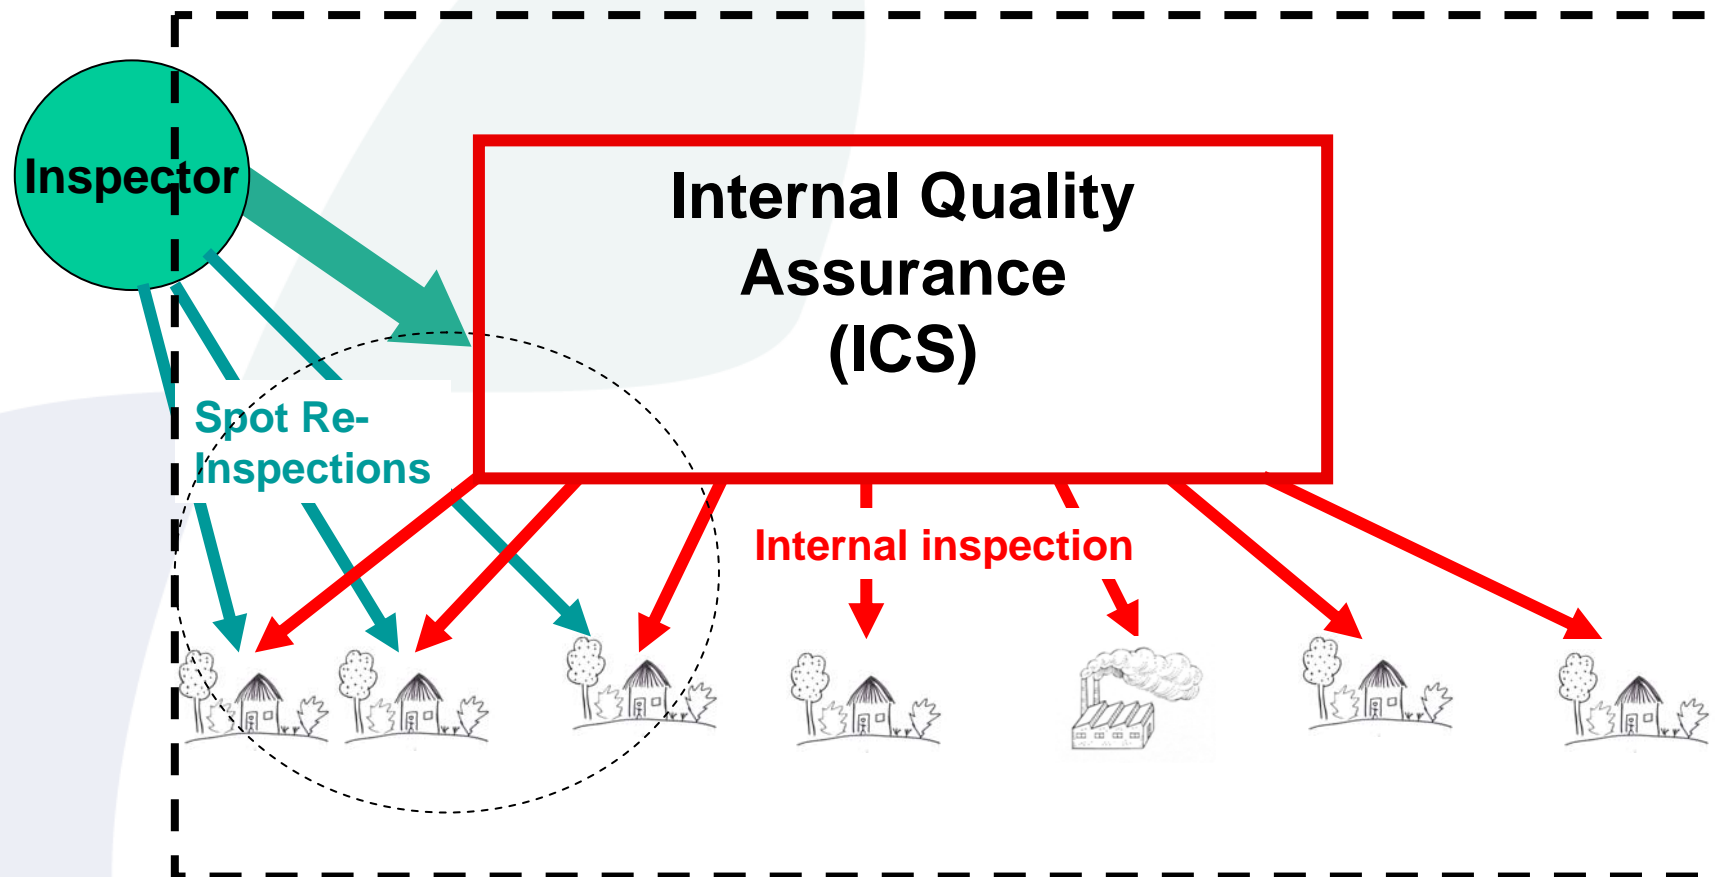 Inspector
Internal Quality
Assurance
(ICS)
Spot Re-
Inspections
Internal inspection